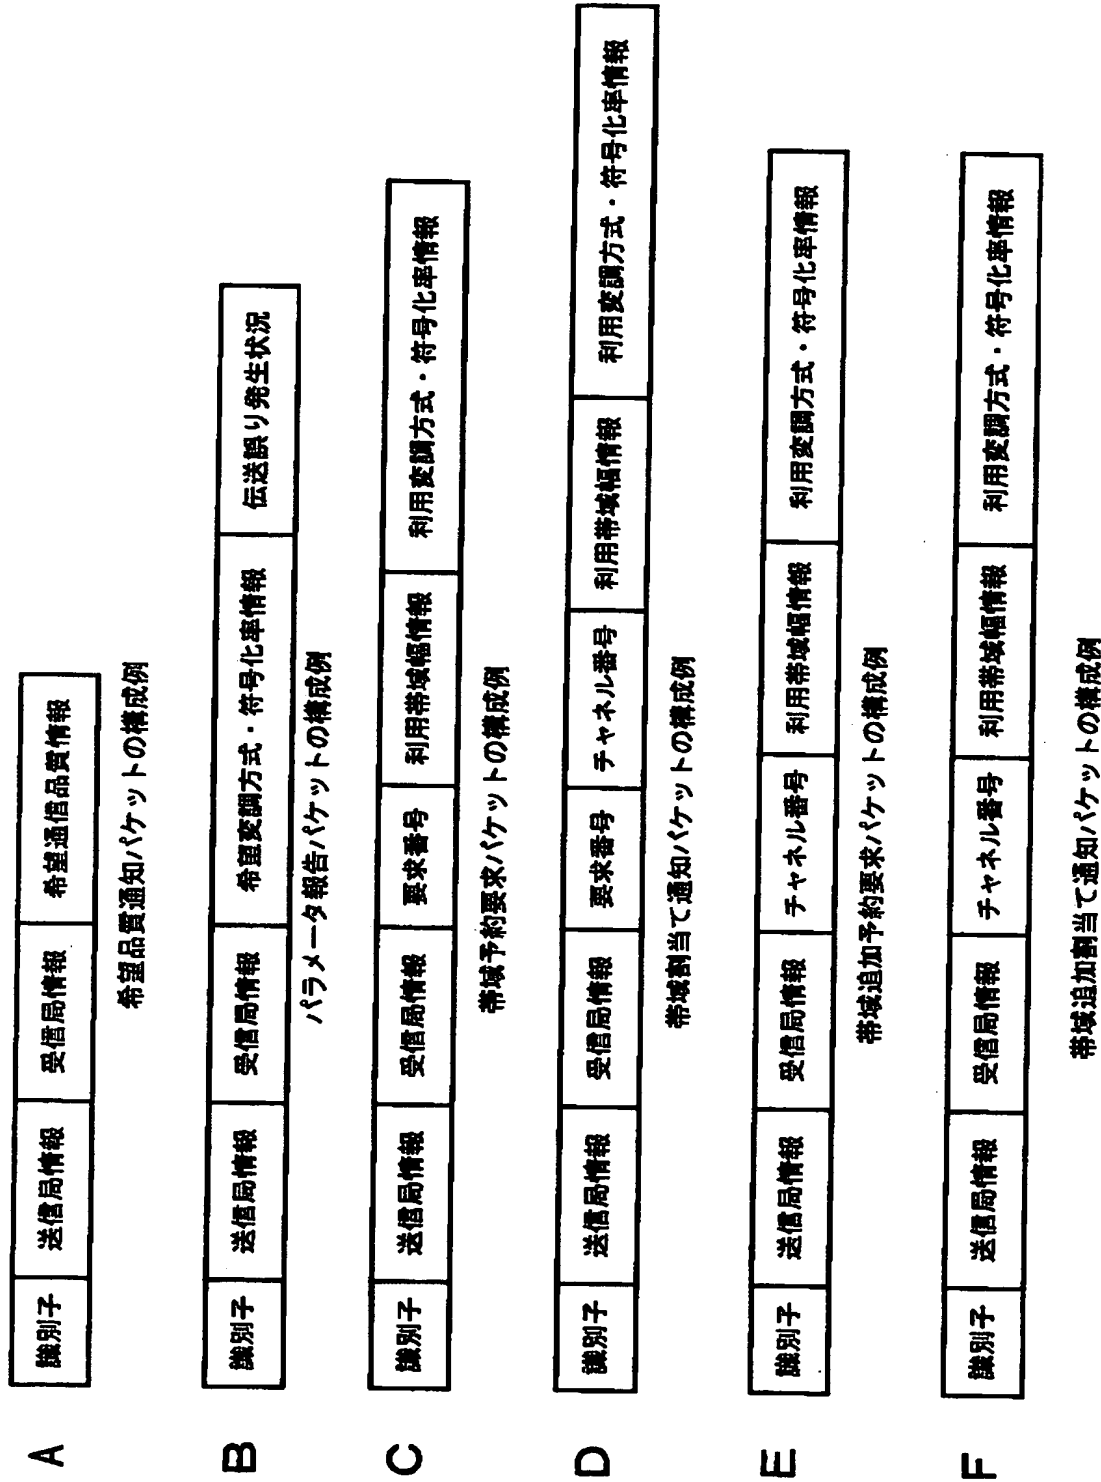 A
識別子
送信局情報
受信局情報
希望通信品質情報
希望品質通知パケットの構成例
B
識別子
送信局情報
受信局情報
希望変調方式・符号化率情報
伝送誤り発生状況
パラメータ報告パケットの構成例
C
識別子
送信局情報
受信局情報
要求番号
利用帯域幅情報
利用変調方式・符号化率情報
帯域予約要求パケットの構成例
D
識別子
送信局情報
受信局情報
要求番号
チャネル番号
利用帯域幅情報
利用変調方式・符号化率情報
帯域割当て通知パケットの構成例
E
識別子
送信局情報
受信局情報
チャネル番号
利用帯域幅情報
利用変調方式・符号化率情報
帯域追加予約要求パケットの構成例
F
識別子
送信局情報
受信局情報
チャネル番号
利用帯域幅情報
利用変調方式・符号化率情報
帯域追加割当て通知パケットの構成例